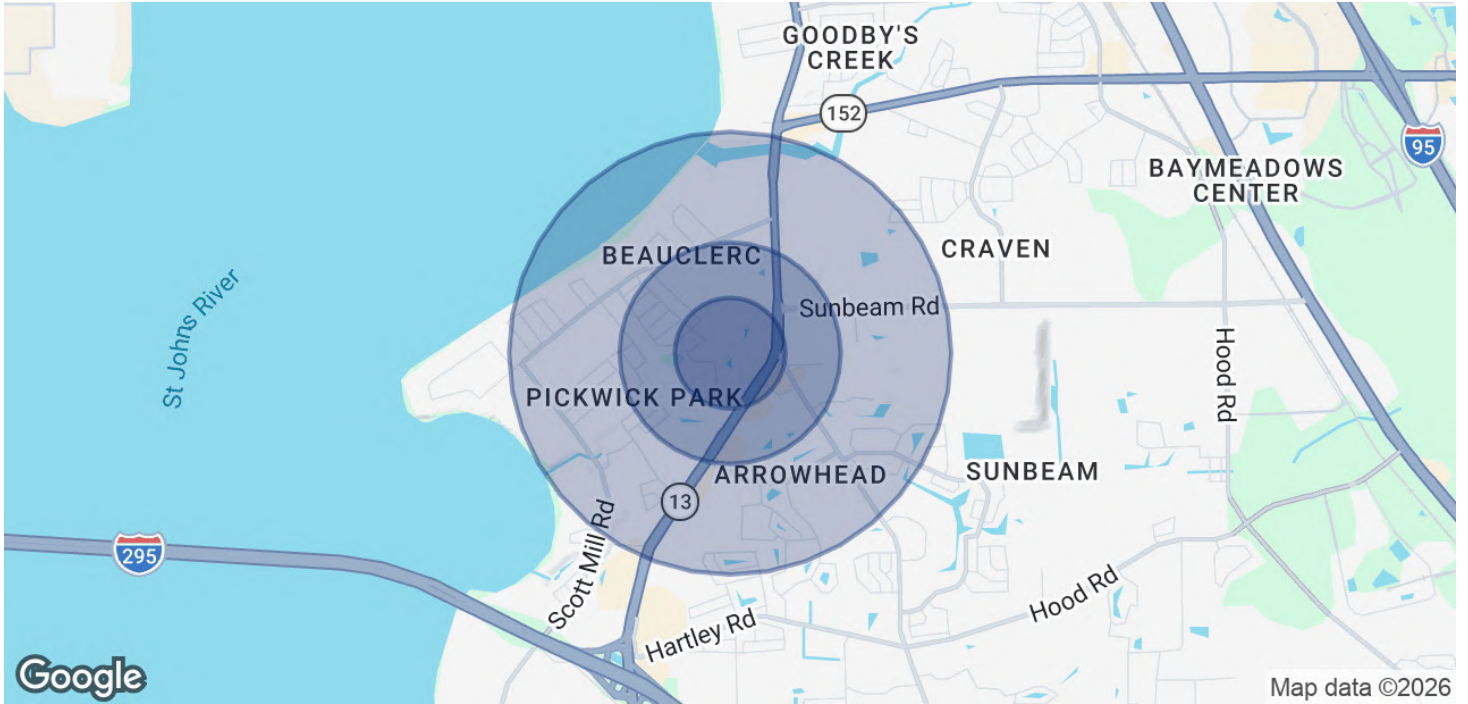 GOODBY'S
CREEK
152
95
BAYMEADOWS
CENTER
CRAVEN
BEAUCLERC
Sunbeam Rd
St Johns River
Hood Rd
PICKWICK PARK
ARROWHEAD
SUNBEAM
13
295
Scott Mill Rd
Hood Rd
Hartley Rd
Google
Map data ©2026